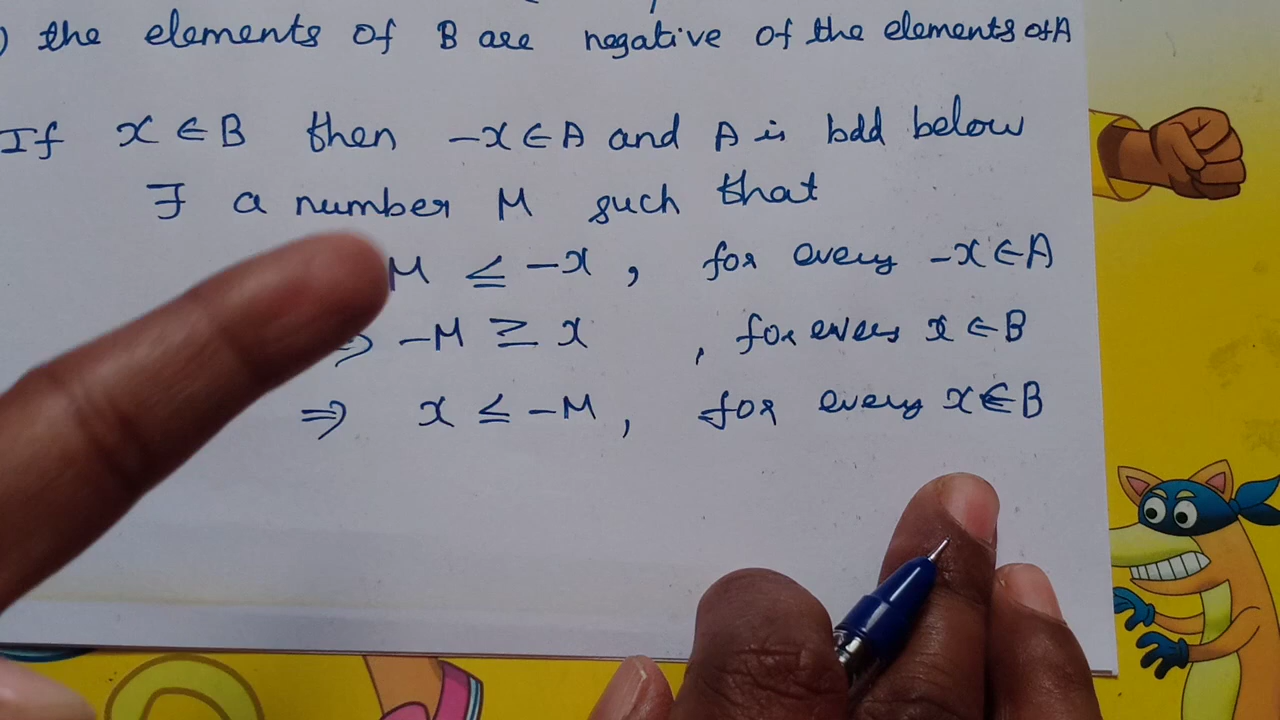 ) the elements of B are negative of the elements of A
If x ∈ B then -x ∈ A and A is bdd below
∃ a number M such that
M ≤ -x , for every -x ∈ A
⇒ -M ≥ x , for every x ∈ B
⇒ x ≤ -M , for every x ∈ B